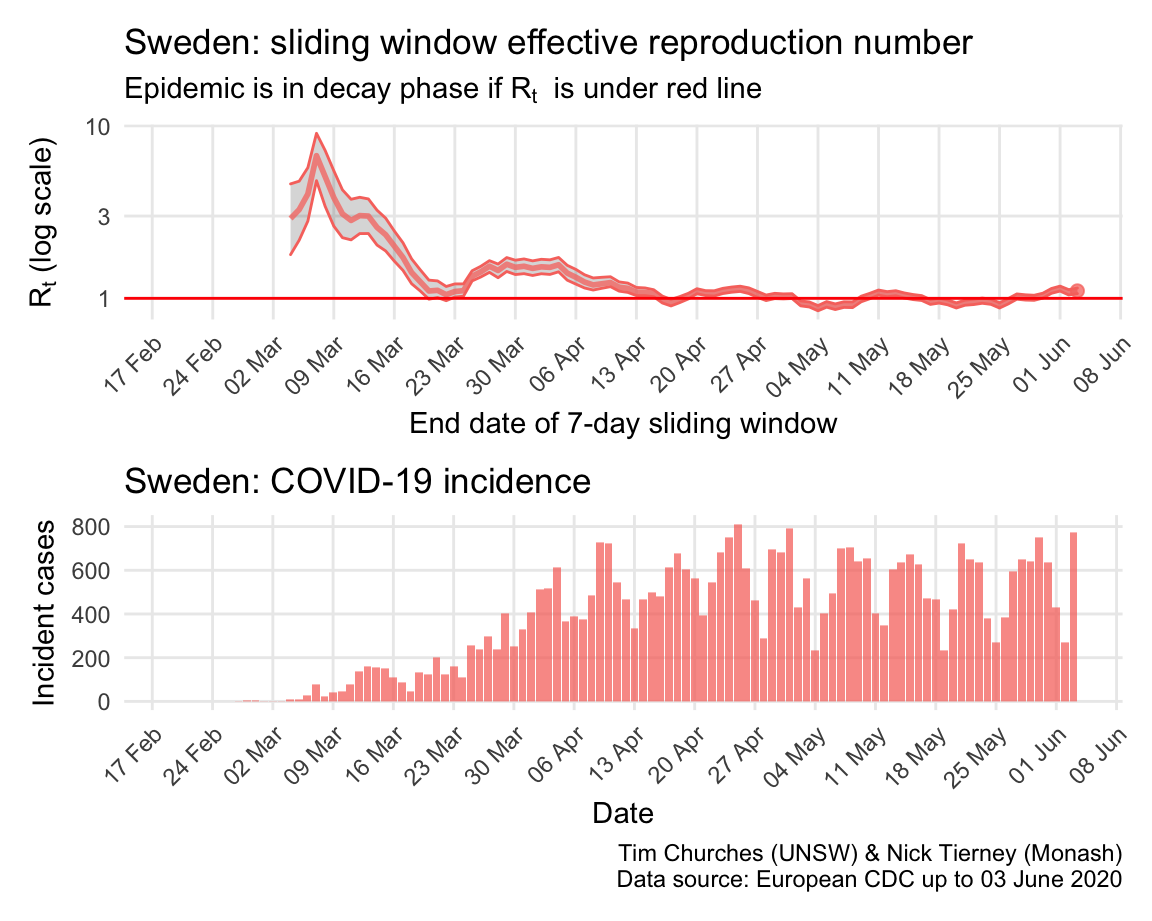 Sweden: sliding window effective reproduction number
Epidemic is in decay phase if Rt is under red line
Rt (log scale)
10
3
1
17 Feb
24 Feb
02 Mar
09 Mar
16 Mar
23 Mar
30 Mar
06 Apr
13 Apr
20 Apr
27 Apr
04 May
11 May
18 May
25 May
01 Jun
08 Jun
End date of 7-day sliding window
Sweden: COVID-19 incidence
Incident cases
800
600
400
200
0
17 Feb
24 Feb
02 Mar
09 Mar
16 Mar
23 Mar
30 Mar
06 Apr
13 Apr
20 Apr
27 Apr
04 May
11 May
18 May
25 May
01 Jun
08 Jun
Date
Tim Churches (UNSW) & Nick Tierney (Monash)
Data source: European CDC up to 03 June 2020